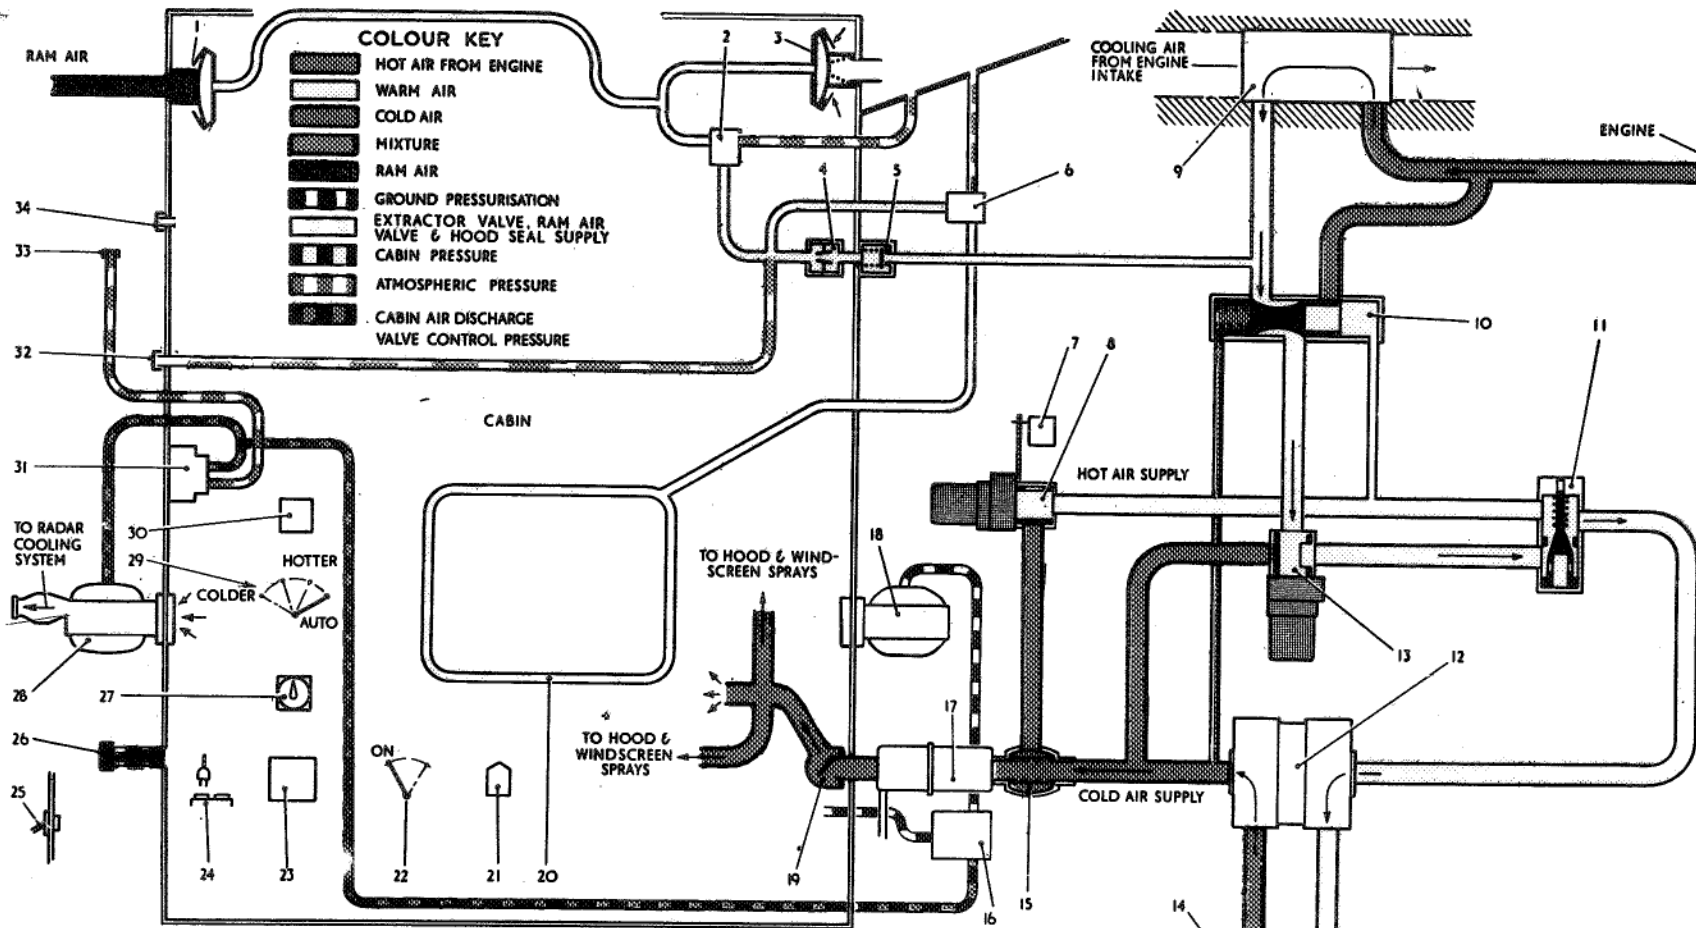 RAM AIR
1
COLOUR KEY
HOT AIR FROM ENGINE
WARM AIR
COLD AIR
MIXTURE
RAM AIR
GROUND PRESSURISATION
EXTRACTOR VALVE, RAM AIR
VALVE & HOOD SEAL SUPPLY
CABIN PRESSURE
ATMOSPHERIC PRESSURE
CABIN AIR DISCHARGE
VALVE CONTROL PRESSURE
2
3
4
5
6
COOLING AIR
FROM ENGINE
INTAKE
9
ENGINE
10
11
7
8
HOT AIR SUPPLY
34
33
32
31
CABIN
30
TO RADAR
COOLING
SYSTEM
29
HOTTER
COLDER
AUTO
28
27
26
25
24
23
ON
22
21
20
TO HOOD & WIND-
SCREEN SPRAYS
18
TO HOOD &
WINDSCREEN
SPRAYS
17
19
16
15
COLD AIR SUPPLY
13
12
14